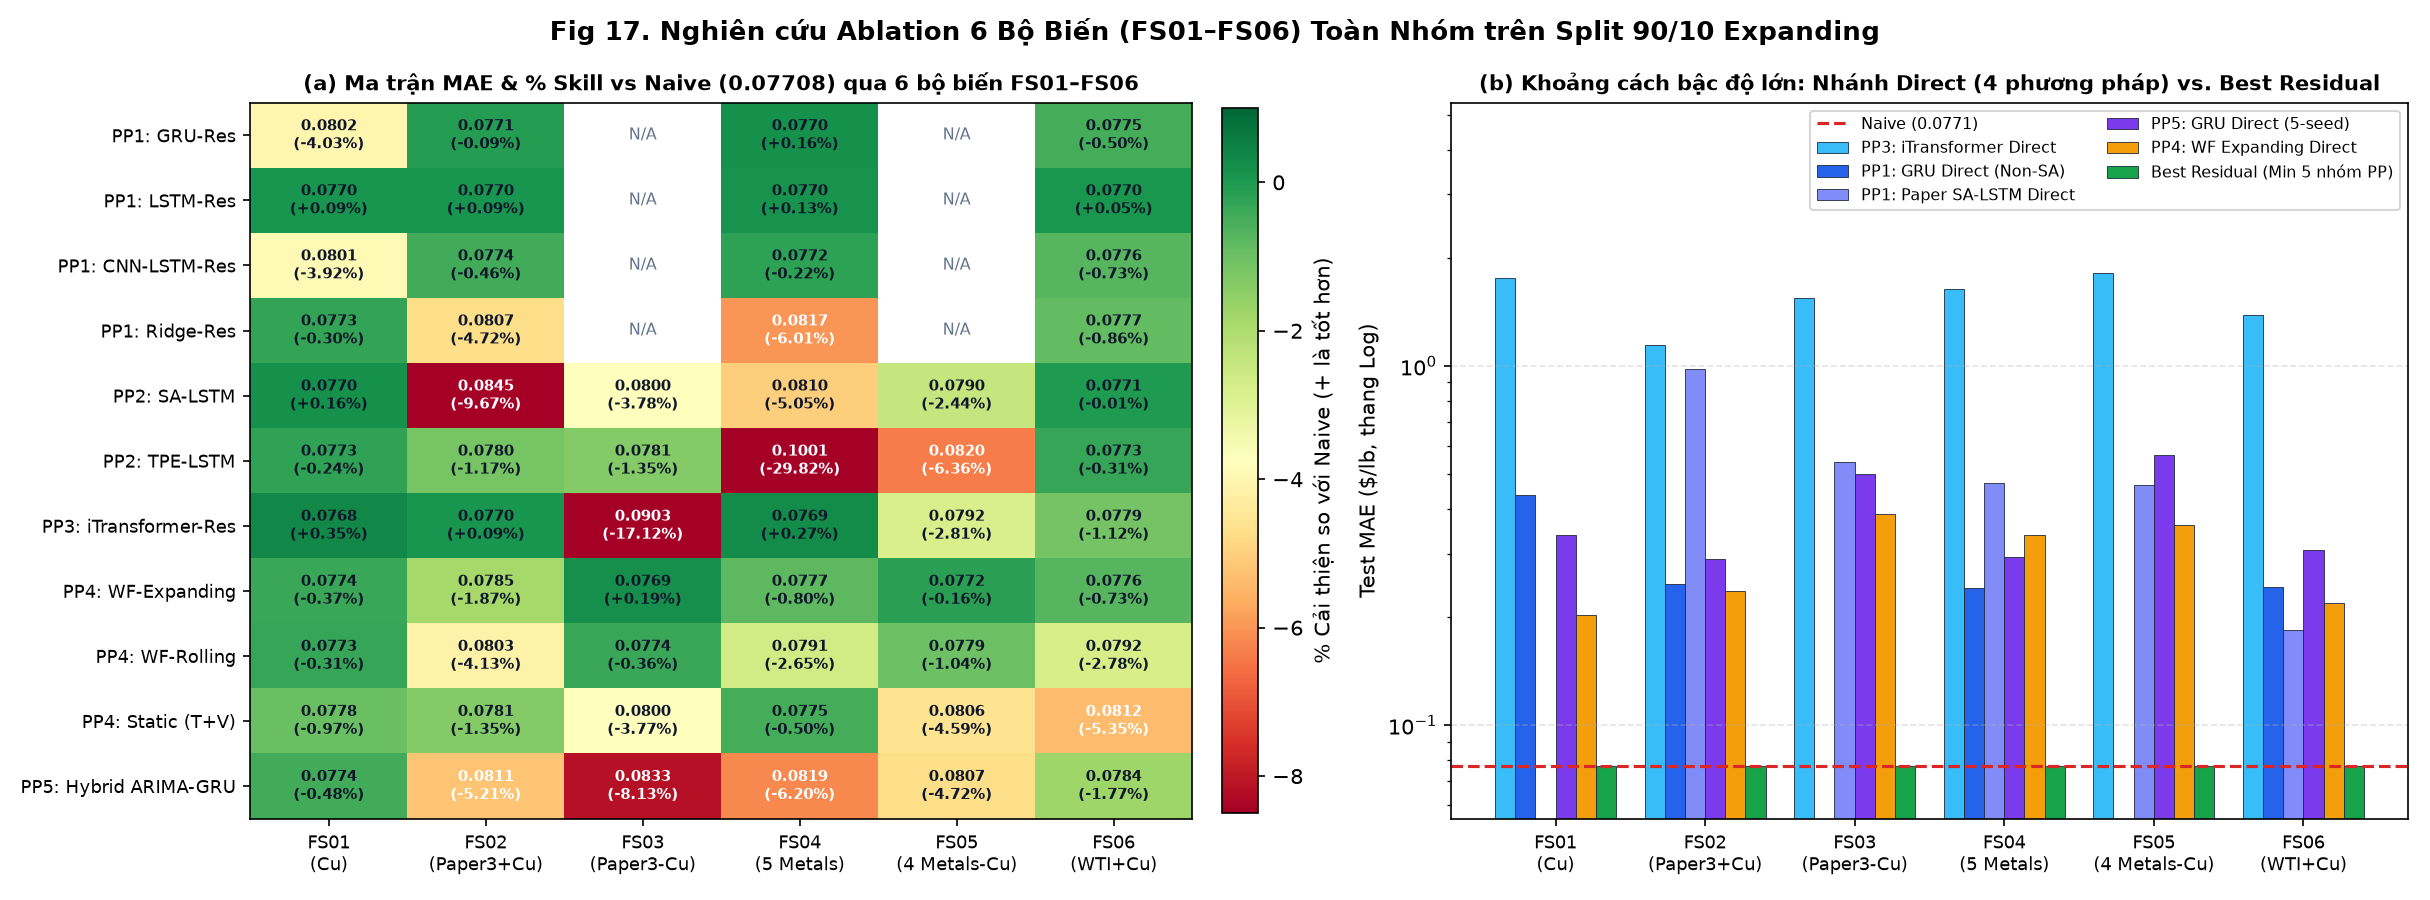 Fig 17. Nghiên cứu Ablation 6 Bộ Biến (FS01–FS06) Toàn Nhóm trên Split 90/10 Expanding
(a) Ma trận MAE & % Skill vs Naive (0.07708) qua 6 bộ biến FS01–FS06
PP1: GRU-Res
0.0802 0.0771 N/A 0.0770 N/A 0.0775
(-4.03%) (-0.09%) (+0.16%) (-0.50%)
PP1: LSTM-Res
0.0770 0.0770 N/A 0.0770 N/A 0.0770
(+0.09%) (+0.09%) (+0.13%) (+0.05%)
PP1: CNN-LSTM-Res
0.0801 0.0774 N/A 0.0772 N/A 0.0776
(-3.92%) (-0.46%) (-0.22%) (-0.73%)
PP1: Ridge-Res
0.0773 0.0807 N/A 0.0817 N/A 0.0777
(-0.30%) (-4.72%) (-6.01%) (-0.86%)
PP2: SA-LSTM
0.0770 0.0845 0.0800 0.0810 0.0790 0.0771
(+0.16%) (-9.67%) (-3.78%) (-5.05%) (-2.44%) (-0.01%)
PP2: TPE-LSTM
0.0773 0.0780 0.0781 0.1001 0.0820 0.0773
(-0.24%) (-1.17%) (-1.35%) (-29.82%) (-6.36%) (-0.31%)
PP3: iTransformer-Res
0.0768 0.0770 0.0903 0.0769 0.0792 0.0779
(+0.35%) (+0.09%) (-17.12%) (+0.27%) (-2.81%) (-1.12%)
PP4: WF-Expanding
0.0774 0.0785 0.0769 0.0777 0.0772 0.0776
(-0.37%) (-1.87%) (+0.19%) (-0.80%) (-0.16%) (-0.73%)
PP4: WF-Rolling
0.0773 0.0803 0.0774 0.0791 0.0779 0.0792
(-0.31%) (-4.13%) (-0.36%) (-2.65%) (-1.04%) (-2.78%)
PP4: Static (T+V)
0.0778 0.0781 0.0800 0.0775 0.0806 0.0812
(-0.97%) (-1.35%) (-3.77%) (-0.50%) (-4.59%) (-5.35%)
PP5: Hybrid ARIMA-GRU
0.0774 0.0811 0.0833 0.0819 0.0807 0.0784
(-0.48%) (-5.21%) (-8.13%) (-6.20%) (-4.72%) (-1.77%)
FS01 FS02 FS03 FS04 FS05 FS06
(Cu) (Paper3+Cu) (Paper3-Cu) (5 Metals) (4 Metals-Cu) (WTI+Cu)
0
−2
−4
−6
−8
% Cải thiện so với Naive (+ là tốt hơn)
(b) Khoảng cách bậc độ lớn: Nhánh Direct (4 phương pháp) vs. Best Residual
Naive (0.0771)
PP3: iTransformer Direct
PP1: GRU Direct (Non-SA)
PP1: Paper SA-LSTM Direct
PP5: GRU Direct (5-seed)
PP4: WF Expanding Direct
Best Residual (Min 5 nhóm PP)
Test MAE ($/lb, thang Log)
10⁰
10⁻¹
FS01 FS02 FS03 FS04 FS05 FS06
(Cu) (Paper3+Cu) (Paper3-Cu) (5 Metals) (4 Metals-Cu) (WTI+Cu)